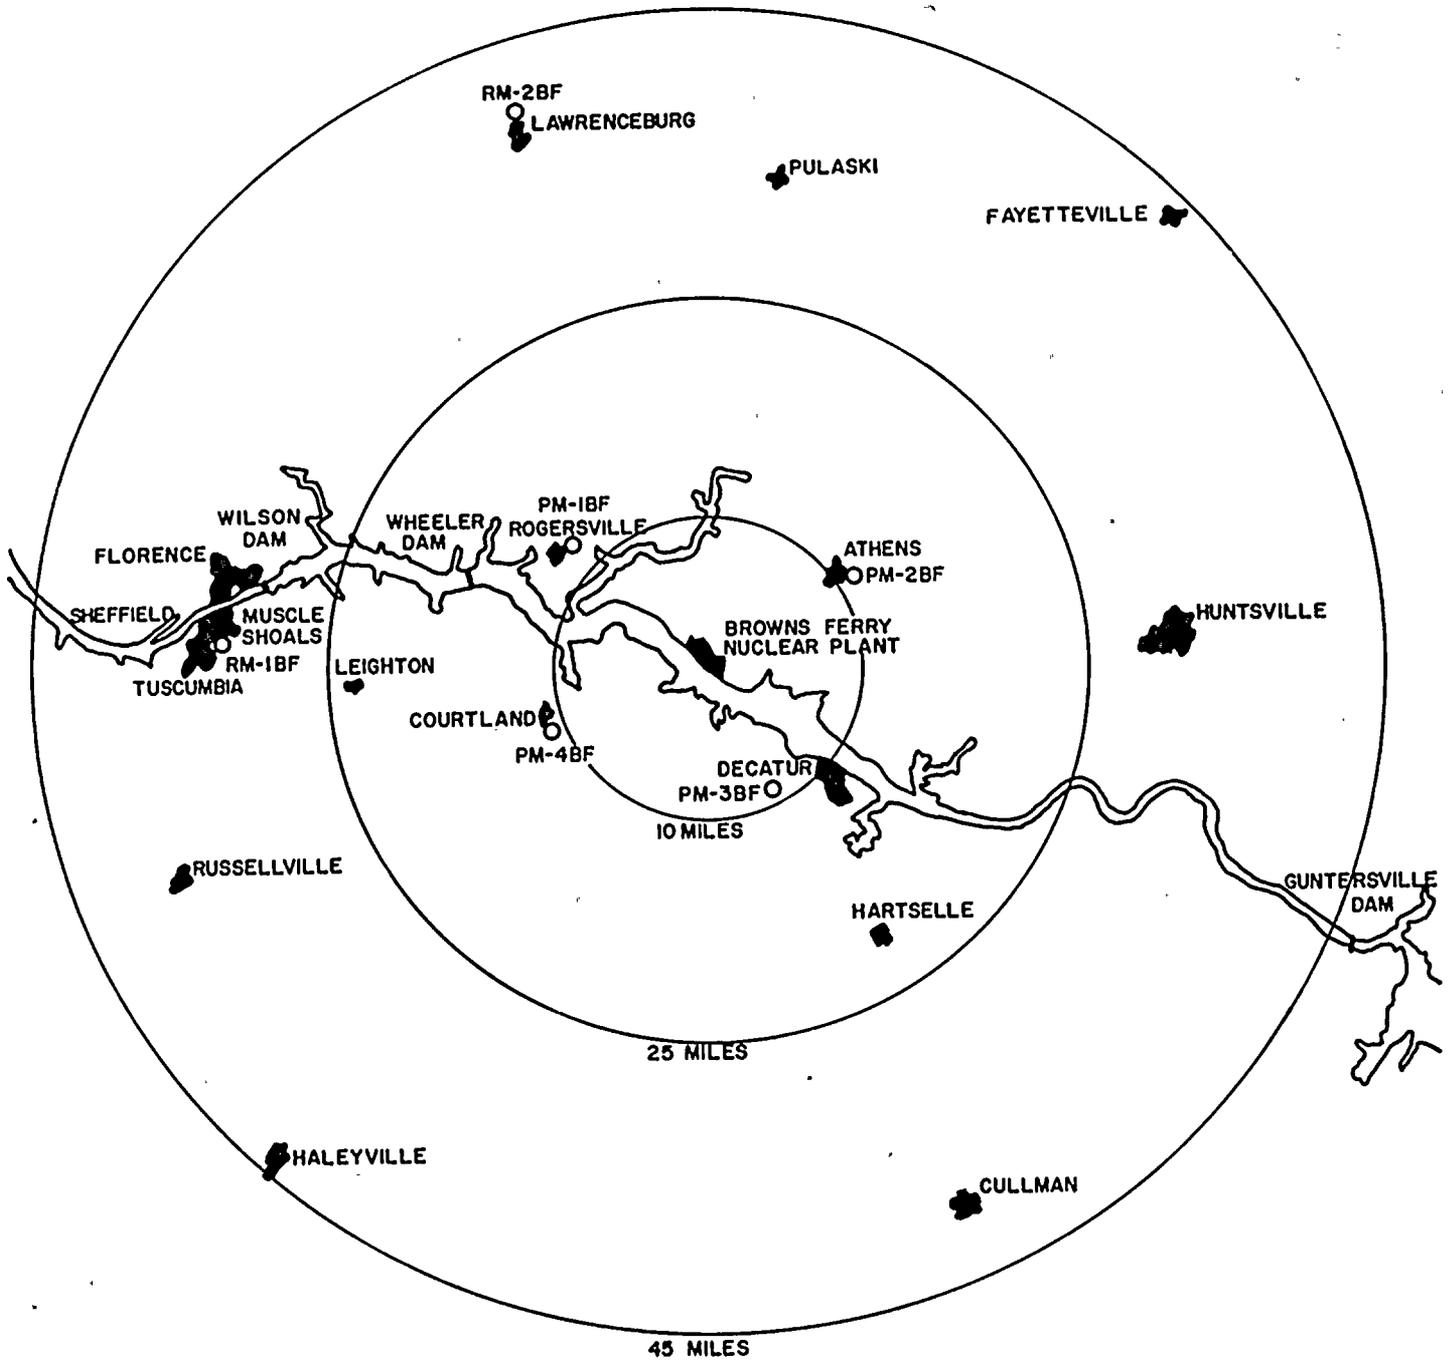 RM-2BF
LAWRENCEBURG
PULASKI
FAYETTEVILLE
WILSON
DAM
WHEELER
DAM
PM-1BF
ROGERSVILLE
FLORENCE
ATHENS
PM-2BF
SHEFFIELD
MUSCLE
SHOALS
RM-1BF
TUSCUMBIA
HUNTSVILLE
BROWNS FERRY
NUCLEAR PLANT
LEIGHTON
COURTLAND
PM-4BF
DECATUR
PM-3BF
10 MILES
RUSSELLVILLE
GUNTERSVILLE
DAM
HARTSELLE
25 MILES
HALEYVILLE
CULLMAN
45 MILES